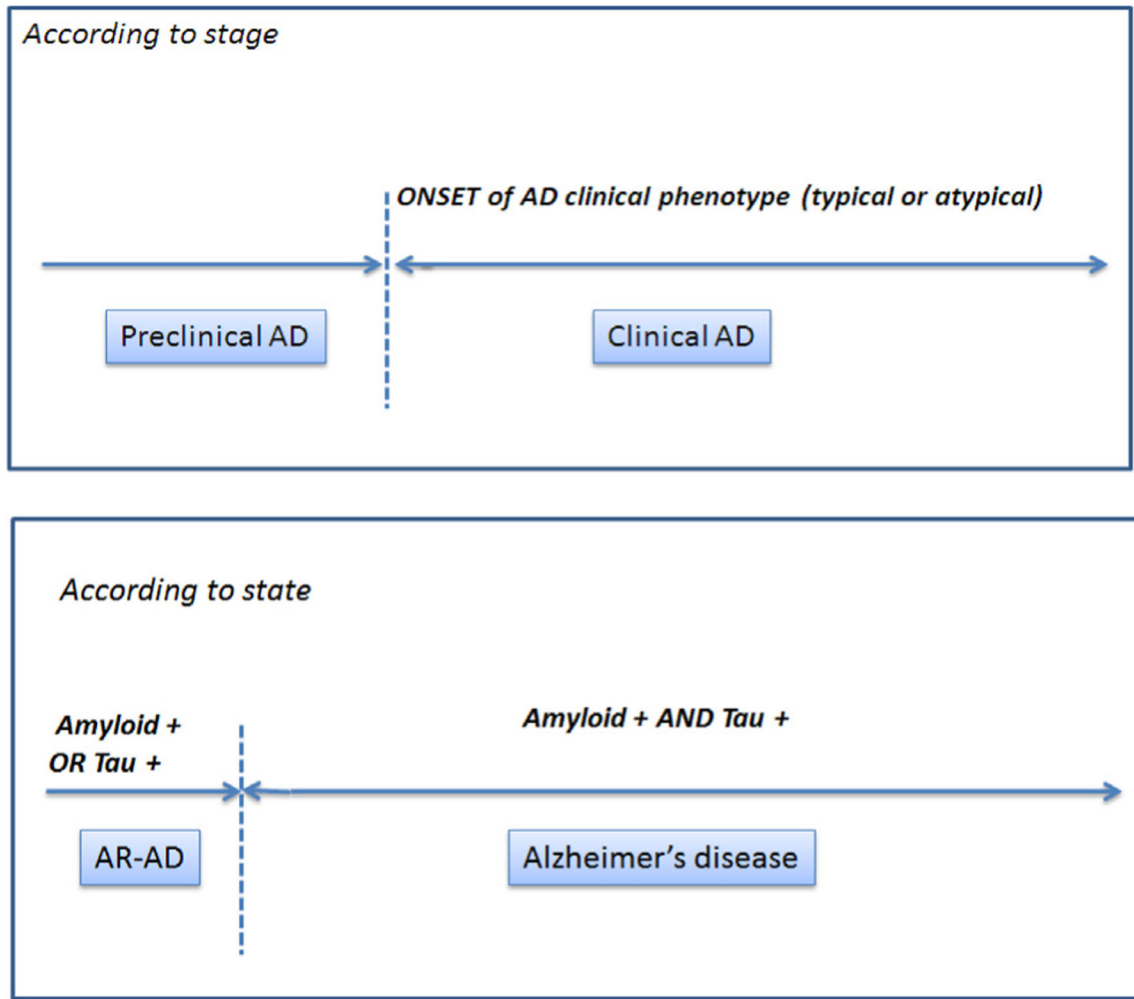 According to stage
ONSET of AD clinical phenotype (typical or atypical)
Preclinical AD
Clinical AD
According to state
Amyloid +
OR Tau +
Amyloid + AND Tau +
AR-AD
Alzheimer's disease